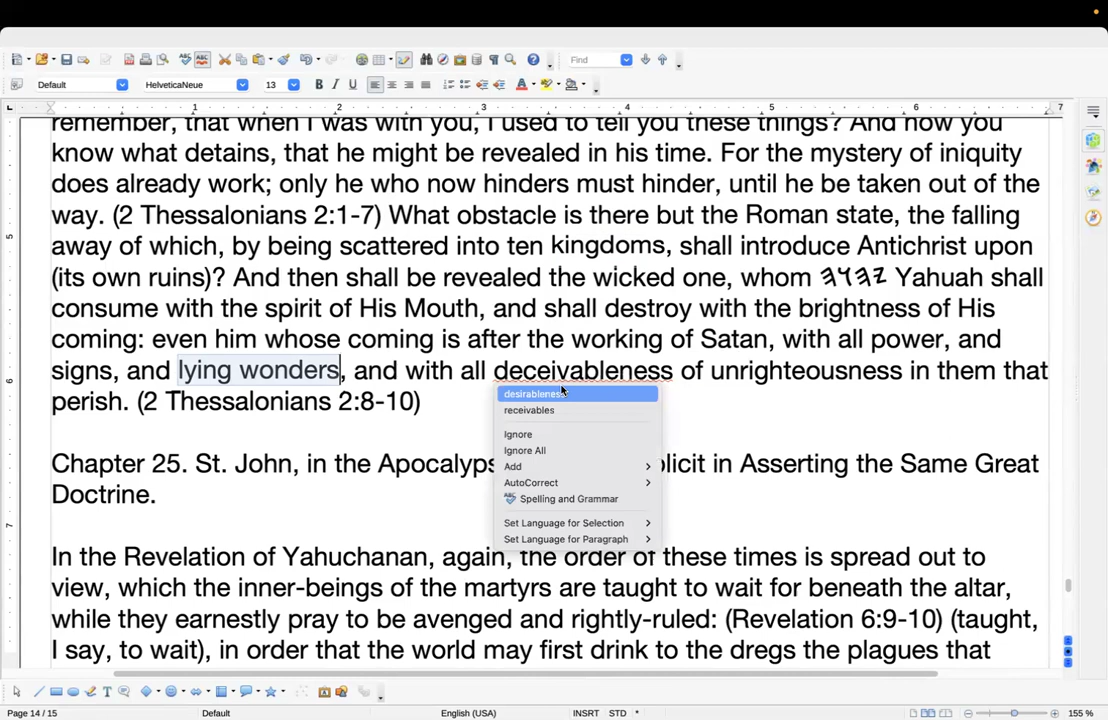 Find
Default
HelveticaNeue
13
B I U
1 2 3 4 5 6 7
remember, that when I was with you, I used to tell you these things? And now you
know what detains, that he might be revealed in his time. For the mystery of iniquity
does already work; only he who now hinders must hinder, until he be taken out of the
way. (2 Thessalonians 2:1-7) What obstacle is there but the Roman state, the falling
away of which, by being scattered into ten kingdoms, shall introduce Antichrist upon
(its own ruins)? And then shall be revealed the wicked one, whom 𐤉𐤄𐤅𐤄 Yahuah shall
consume with the spirit of His Mouth, and shall destroy with the brightness of His
coming: even him whose coming is after the working of Satan, with all power, and
signs, and lying wonders, and with all deceivableness of unrighteousness in them that
perish. (2 Thessalonians 2:8-10)
desirableness
receivables
Ignore
Ignore All
Add
AutoCorrect
Spelling and Grammar
Set Language for Selection
Set Language for Paragraph
Chapter 25. St. John, in the Apocalyps plicit in Asserting the Same Great
Doctrine.
In the Revelation of Yahuchanan, again, the order of these times is spread out to
view, which the inner-beings of the martyrs are taught to wait for beneath the altar,
while they earnestly pray to be avenged and rightly-ruled: (Revelation 6:9-10) (taught,
I say, to wait), in order that the world may first drink to the dregs the plagues that
5
6
7
Page 14 / 15
Default
English (USA)
INSRT
STD
*
155 %